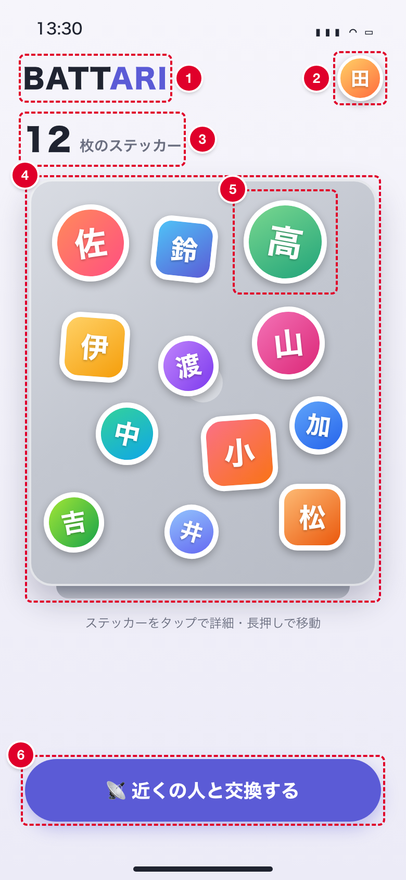 13:30
BATTARI
1
2
田
12 枚のステッカー
3
4
5
佐
鈴
高
伊
渡
山
中
小
加
吉
井
松
ステッカーをタップで詳細・長押しで移動
6
近くの人と交換する